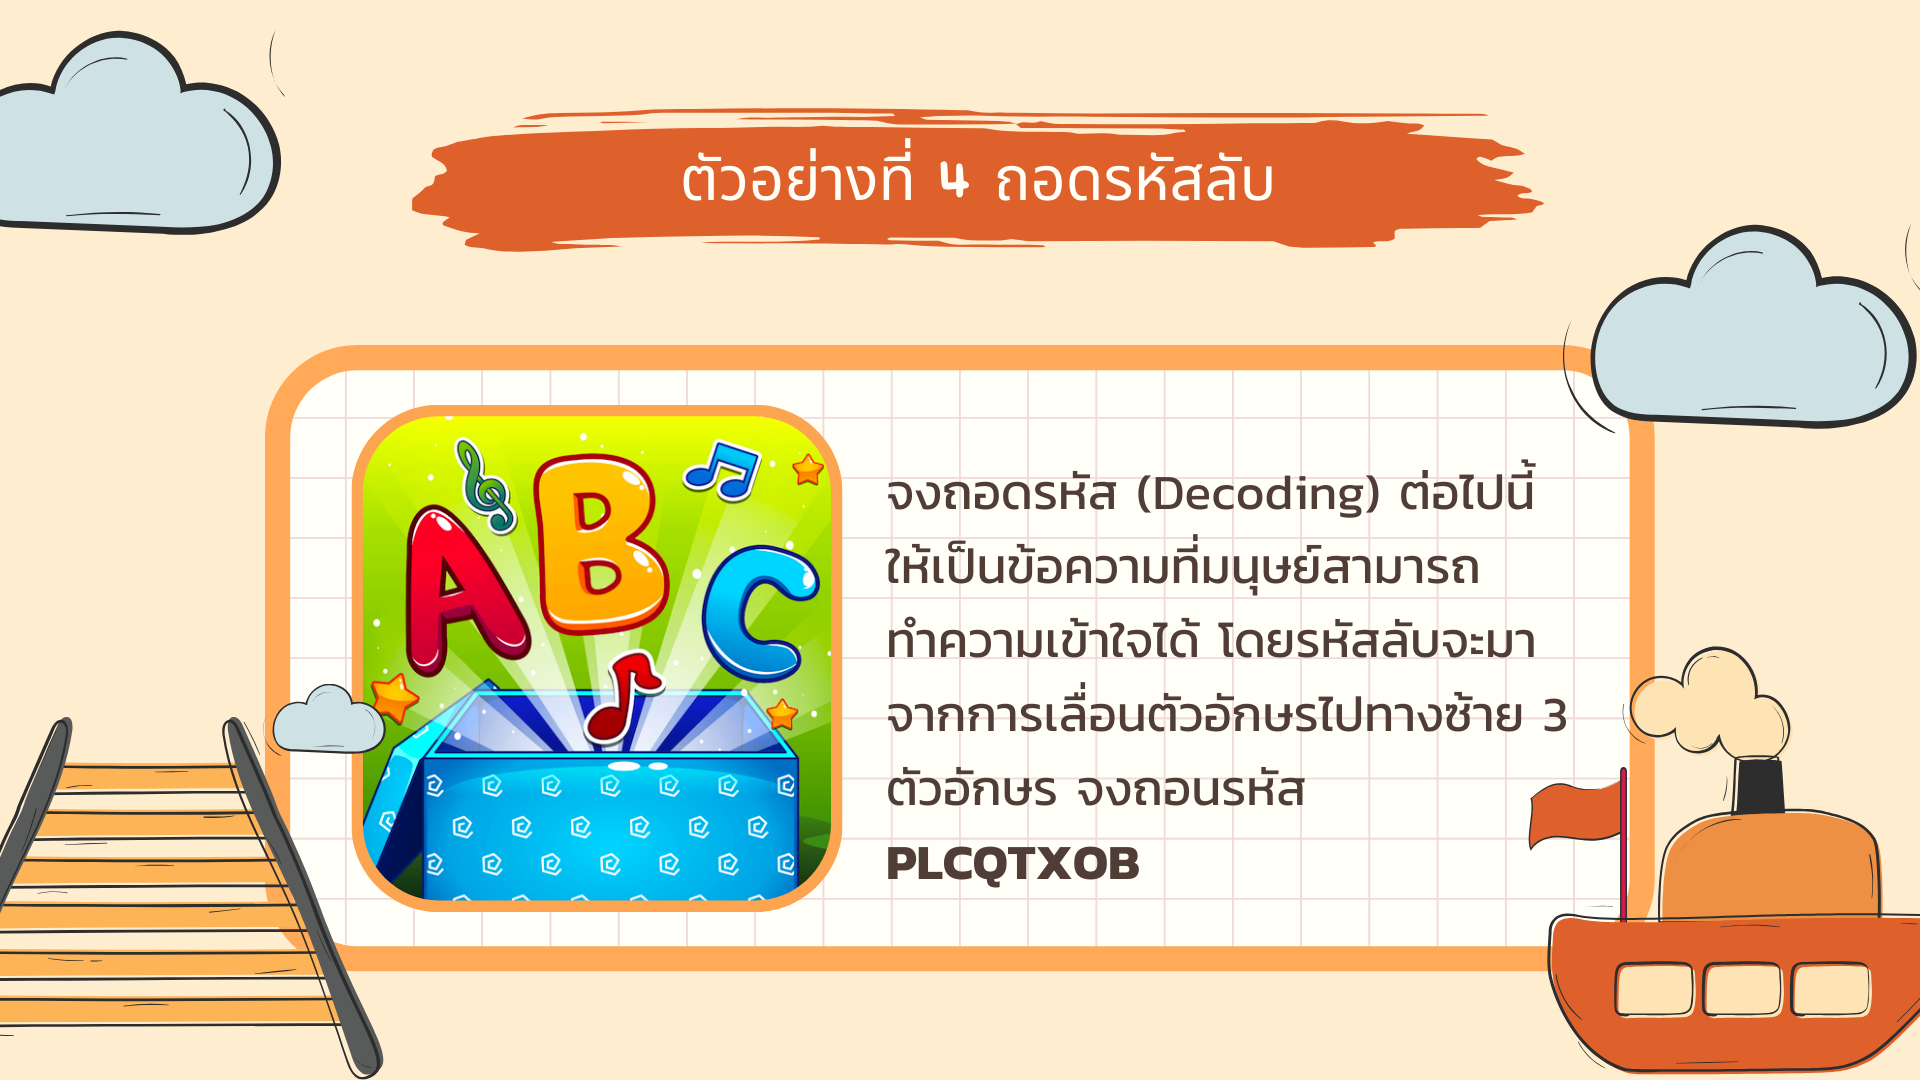 ตัวอย่างที่ 4 ถอดรหัสลับ
A B C
จงถอดรหัส (Decoding) ต่อไปนี้
ให้เป็นข้อความที่มนุษย์สามารถ
ทำความเข้าใจได้ โดยรหัสลับจะมา
จากการเลื่อนตัวอักษรไปทางซ้าย 3
ตัวอักษร จงถอนรหัส
PLCQTXOB